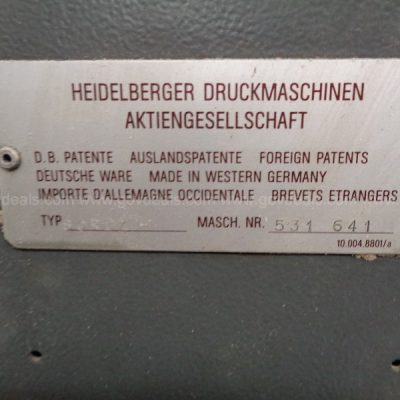 HEIDELBERGER DRUCKMASCHINEN
AKTIENGESELLSCHAFT
D.B. PATENTE AUSLANDSPATENTE FOREIGN PATENTS
DEUTSCHE WARE MADE IN WESTERN GERMANY
IMPORTE D'ALLEMAGNE OCCIDENTALE BREVETS ETRANGERS
TYP MASCH. NR. 531 641
10.004.8801/a